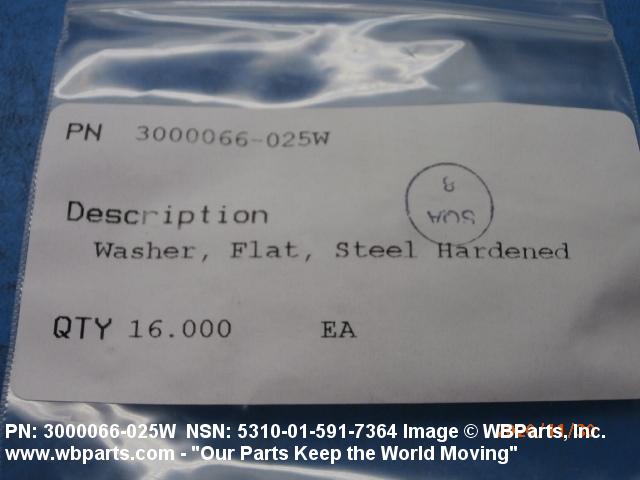 PN 3000066-025W
Description
Washer, Flat, Steel Hardened
QTY 16.000 EA
PN: 3000066-025W NSN: 5310-01-591-7364 Image © WBParts, Inc.
www.wbparts.com - "Our Parts Keep the World Moving"